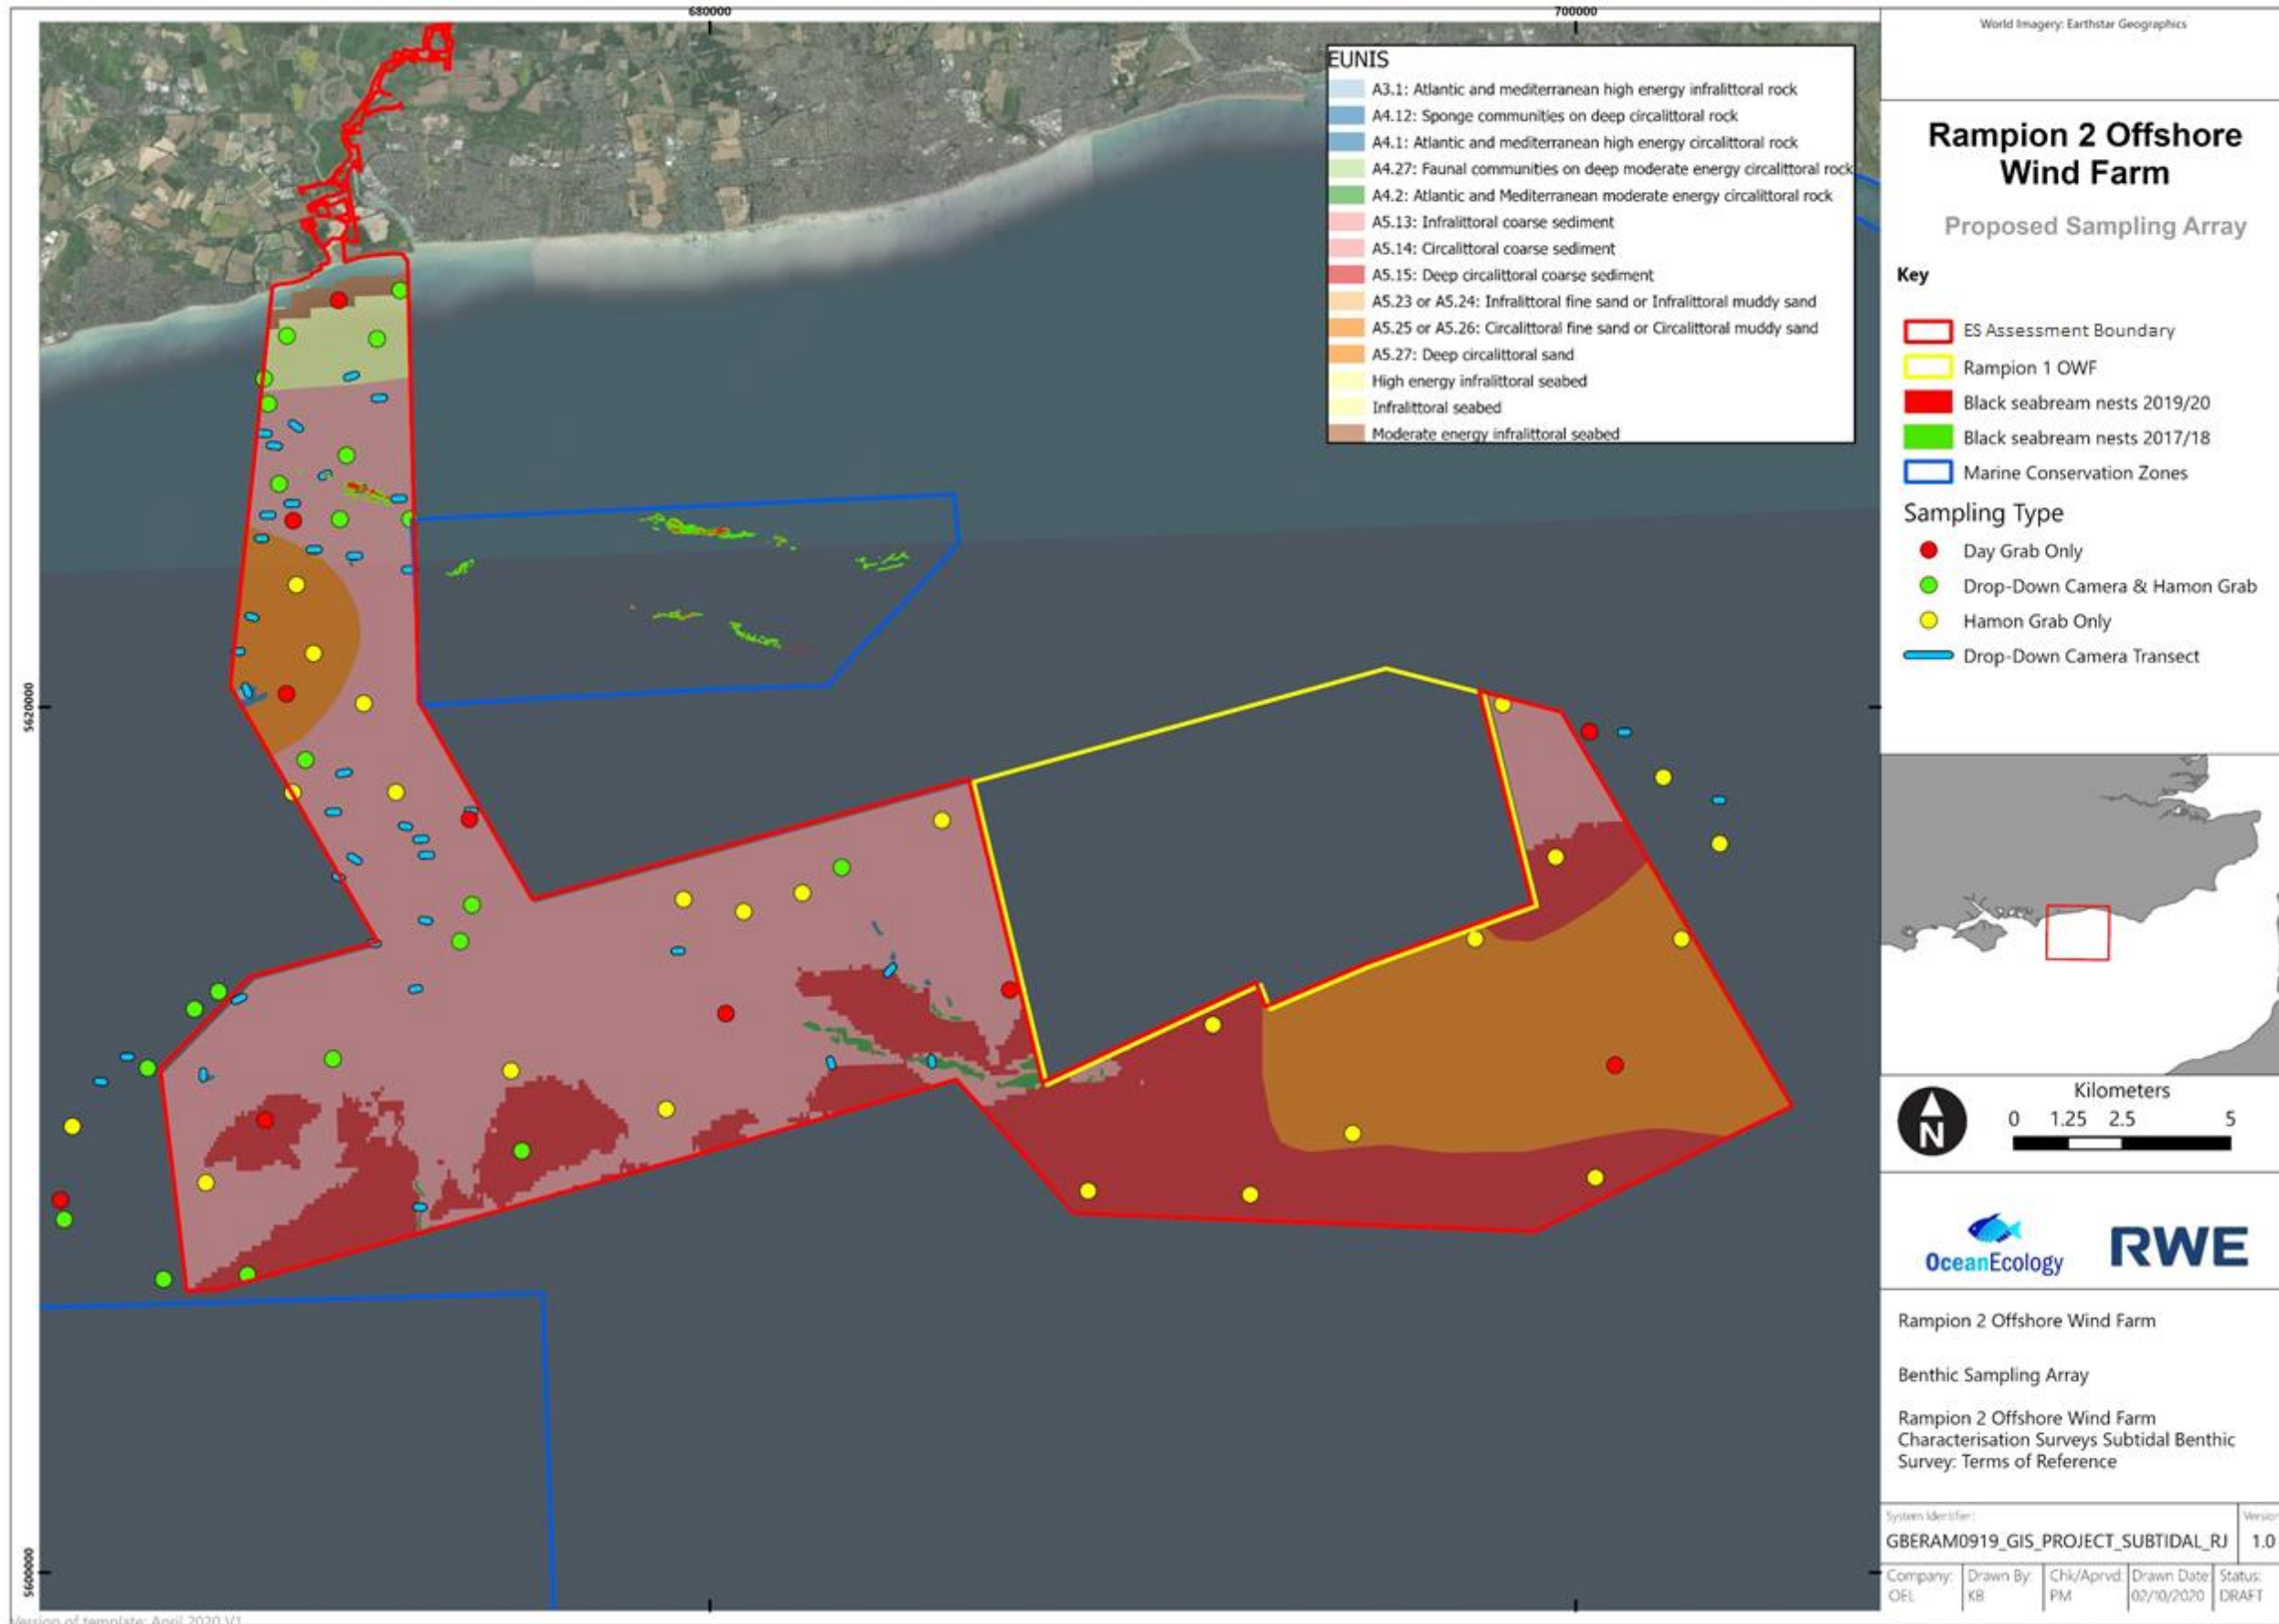 680000
700000
5620000
5600000
EUNIS
A3.1: Atlantic and mediterranean high energy infralittoral rock
A4.12: Sponge communities on deep circalittoral rock
A4.1: Atlantic and mediterranean high energy circalittoral rock
A4.27: Faunal communities on deep moderate energy circalittoral rock
A4.2: Atlantic and Mediterranean moderate energy circalittoral rock
A5.13: Infralittoral coarse sediment
A5.14: Circalittoral coarse sediment
A5.15: Deep circalittoral coarse sediment
A5.23 or A5.24: Infralittoral fine sand or Infralittoral muddy sand
A5.25 or A5.26: Circalittoral fine sand or Circalittoral muddy sand
A5.27: Deep circalittoral sand
High energy infralittoral seabed
Infralittoral seabed
Moderate energy infralittoral seabed
World Imagery: Earthstar Geographics
Rampion 2 Offshore
Wind Farm
Proposed Sampling Array
Key
ES Assessment Boundary
Rampion 1 OWF
Black seabream nests 2019/20
Black seabream nests 2017/18
Marine Conservation Zones
Sampling Type
Day Grab Only
Drop-Down Camera & Hamon Grab
Hamon Grab Only
Drop-Down Camera Transect
N
Kilometers
0 1.25 2.5 5
OceanEcology
RWE
Rampion 2 Offshore Wind Farm
Benthic Sampling Array
Rampion 2 Offshore Wind Farm
Characterisation Surveys Subtidal Benthic
Survey: Terms of Reference
System Identifier: Version
GBERAM0919_GIS_PROJECT_SUBTIDAL_RJ 1.0
Company: Drawn By: Chk/Aprvd: Drawn Date: Status:
OEL KB PM 02/10/2020 DRAFT
Version of template: April 2020 V1